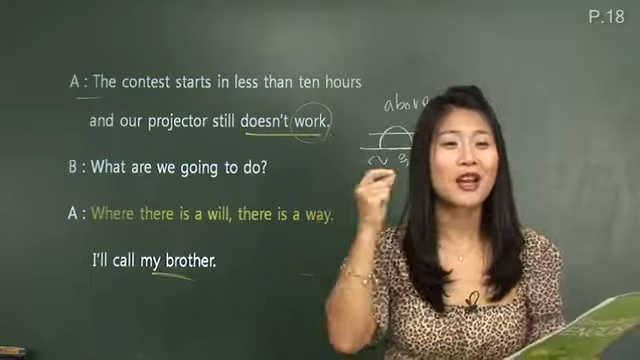 P.18
A : The contest starts in less than ten hours
above
and our projector still doesn't work.
B : What are we going to do?
A : Where there is a will, there is a way.
I'll call my brother.